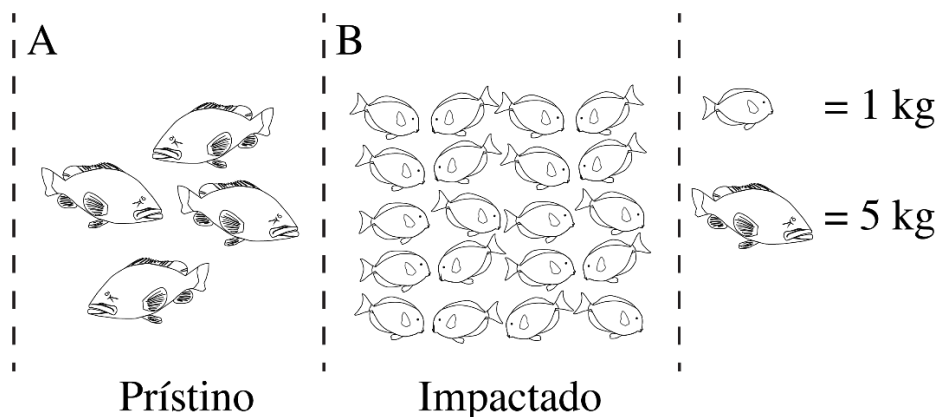 A
B
= 1 kg
= 5 kg
Prístino
Impactado